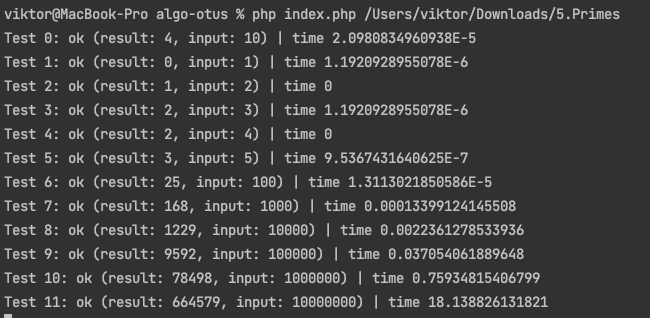 viktor@MacBook-Pro algo-otus % php index.php /Users/viktor/Downloads/5.Primes
Test 0: ok (result: 4, input: 10) | time 2.0980834960938E-5
Test 1: ok (result: 0, input: 1) | time 1.1920928955078E-6
Test 2: ok (result: 1, input: 2) | time 0
Test 3: ok (result: 2, input: 3) | time 1.1920928955078E-6
Test 4: ok (result: 2, input: 4) | time 0
Test 5: ok (result: 3, input: 5) | time 9.5367431640625E-7
Test 6: ok (result: 25, input: 100) | time 1.3113021850586E-5
Test 7: ok (result: 168, input: 1000) | time 0.00013399124145508
Test 8: ok (result: 1229, input: 10000) | time 0.0022361278533936
Test 9: ok (result: 9592, input: 100000) | time 0.037054061889648
Test 10: ok (result: 78498, input: 1000000) | time 0.75934815406799
Test 11: ok (result: 664579, input: 10000000) | time 18.138826131821